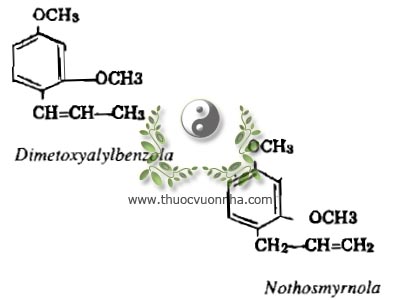 OCH3
OCH3
CH=CH—CH3
Dimetoxyalylbenzola
OCH3
www.thuocvuonnha.com
OCH3
CH2—CH=CH2
Nothosmyrnola